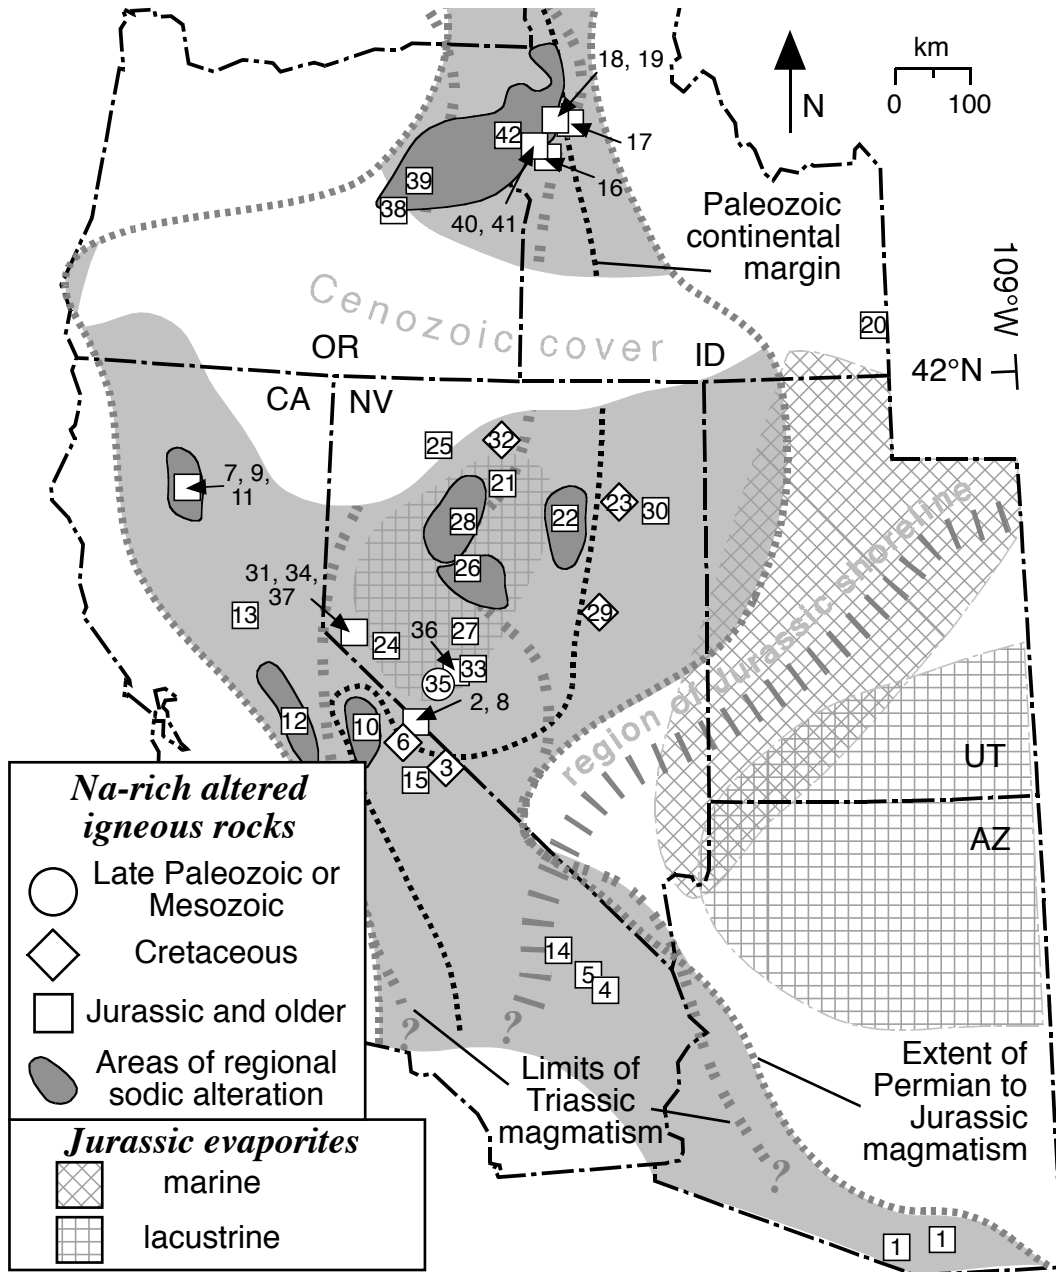 18, 19
km
0 100
N
42
17
39
16
38
40, 41
Paleozoic
continental
margin
109°W
Cenozoic cover
20
OR
ID
42°N
CA
NV
25
32
7, 9,
11
21
23
30
28
22
region of Jurassic shoreline
26
31, 34,
37
13
29
36
27
24
33
35
2, 8
12
10
6
3
15
UT
AZ
Na-rich altered
igneous rocks
Late Paleozoic or
Mesozoic
Cretaceous
Jurassic and older
Areas of regional
sodic alteration
Jurassic evaporites
marine
lacustrine
14
5
4
?
?
Limits of
Triassic
magmatism
Extent of
Permian to
Jurassic
magmatism
?
1
1